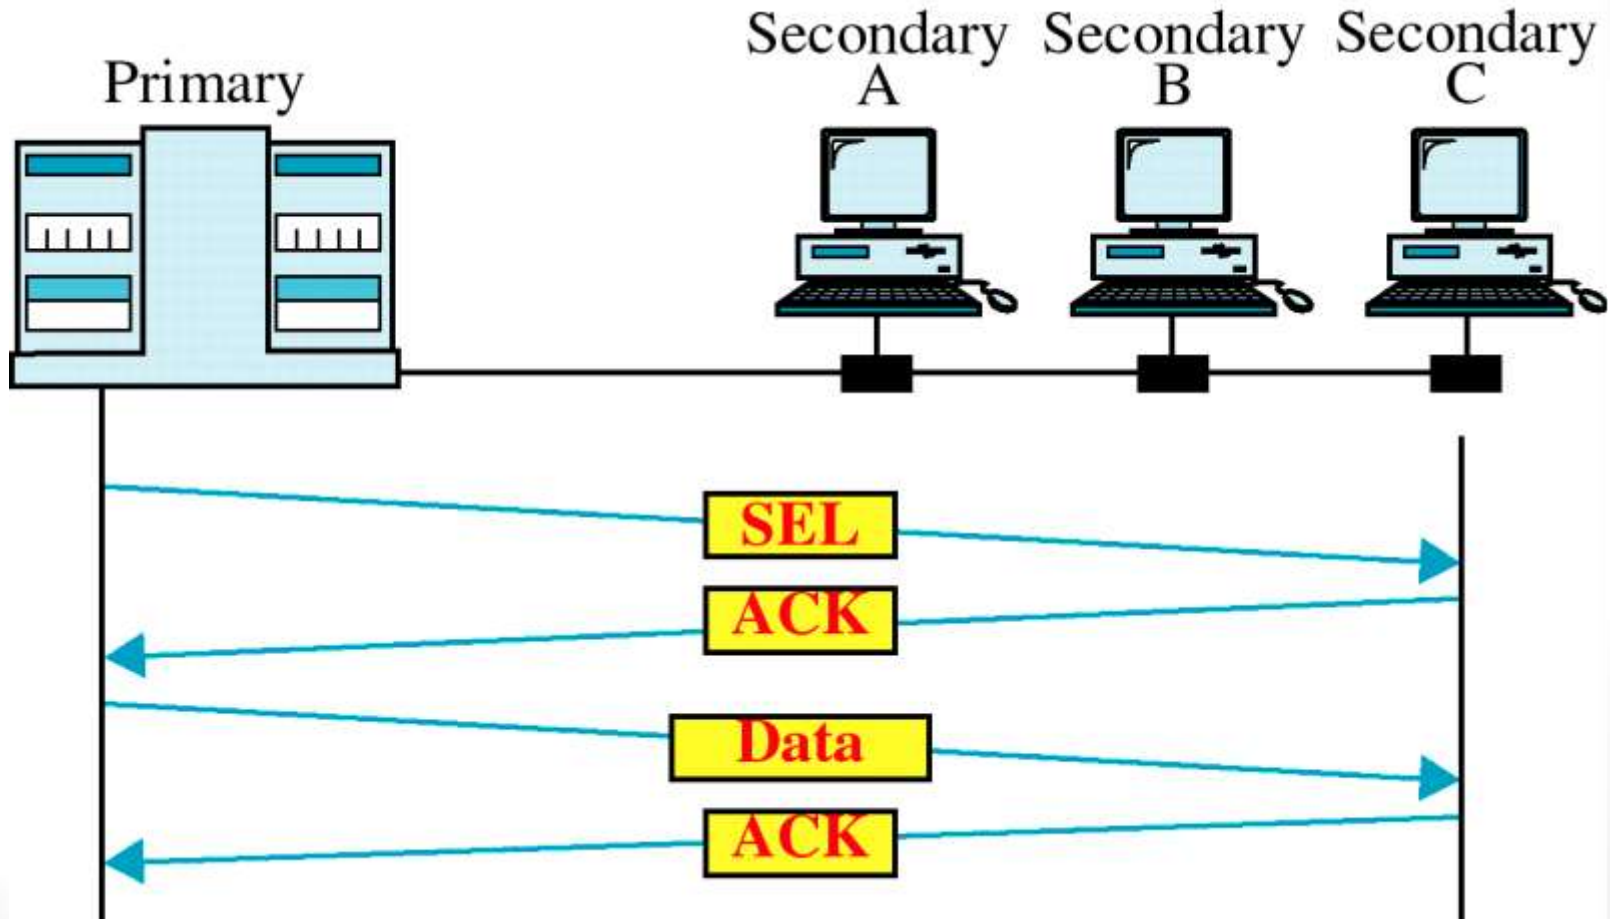 Primary
Secondary
A
Secondary
B
Secondary
C
SEL
ACK
Data
ACK